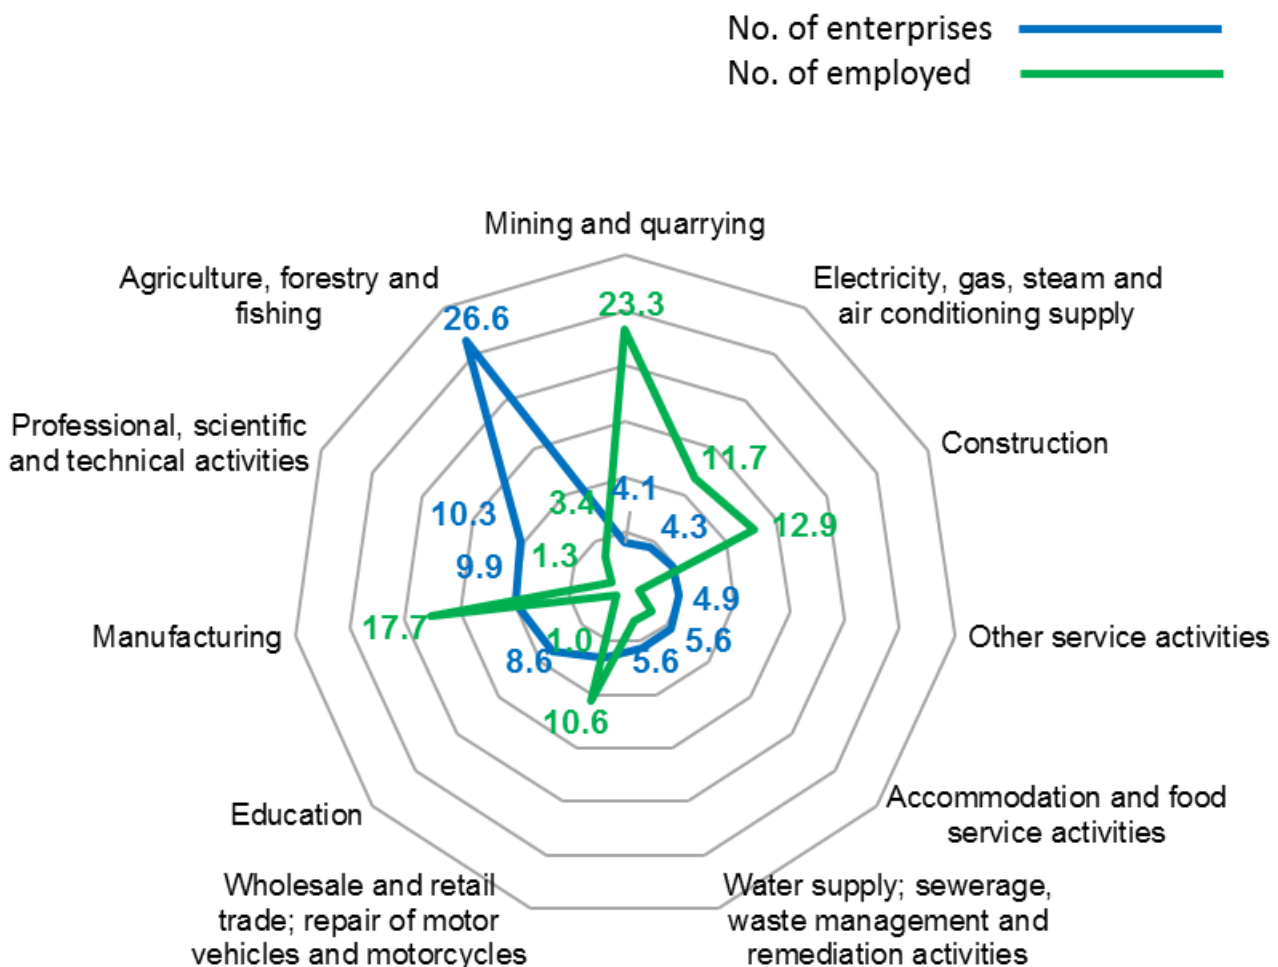 No. of enterprises
No. of employed
Mining and quarrying
Agriculture, forestry and
fishing
Electricity, gas, steam and
air conditioning supply
26.6
23.3
Professional, scientific
and technical activities
Construction
11.7
4.1
3.4
10.3
4.3
12.9
1.3
9.9
4.9
17.7
Manufacturing
Other service activities
1.0
5.6
8.6
5.6
10.6
Education
Accommodation and food
service activities
Wholesale and retail
trade; repair of motor
vehicles and motorcycles
Water supply; sewerage,
waste management and
remediation activities